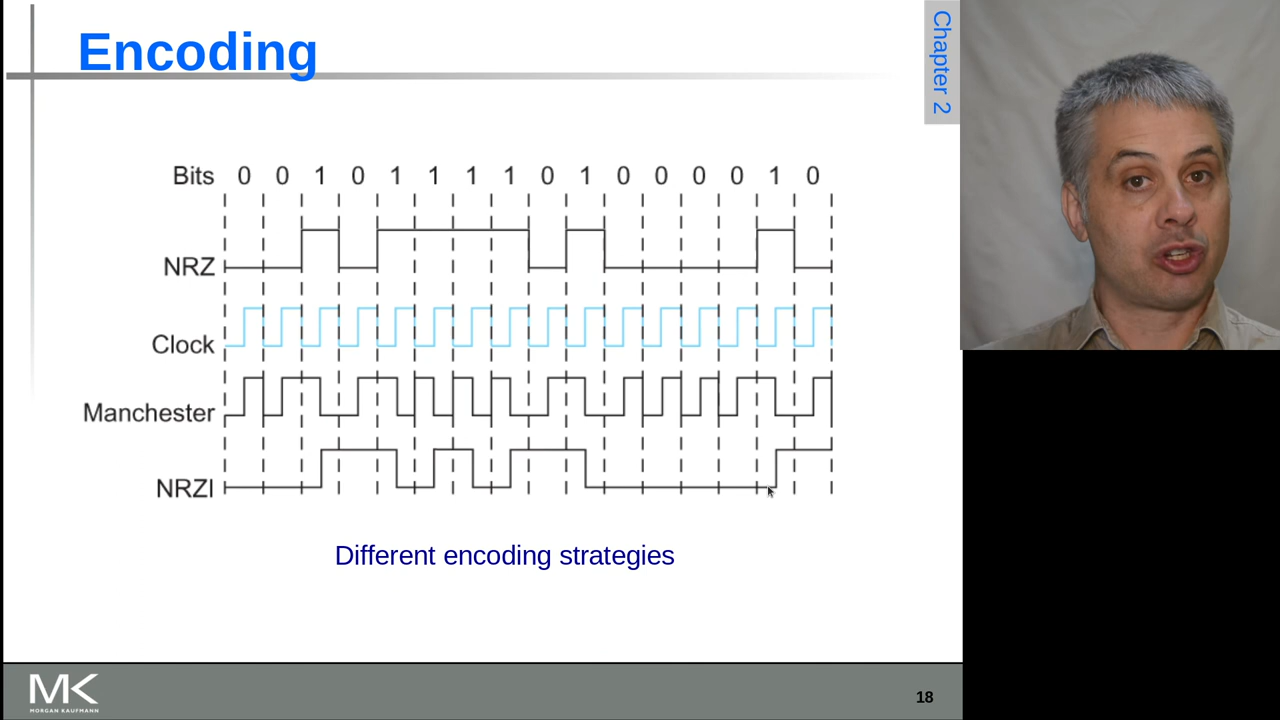 Encoding
Chapter 2
Bits 0 0 1 0 1 1 1 1 0 1 0 0 0 0 1 0
NRZ
Clock
Manchester
NRZI
Different encoding strategies
MK
MORGAN KAUFMANN
18